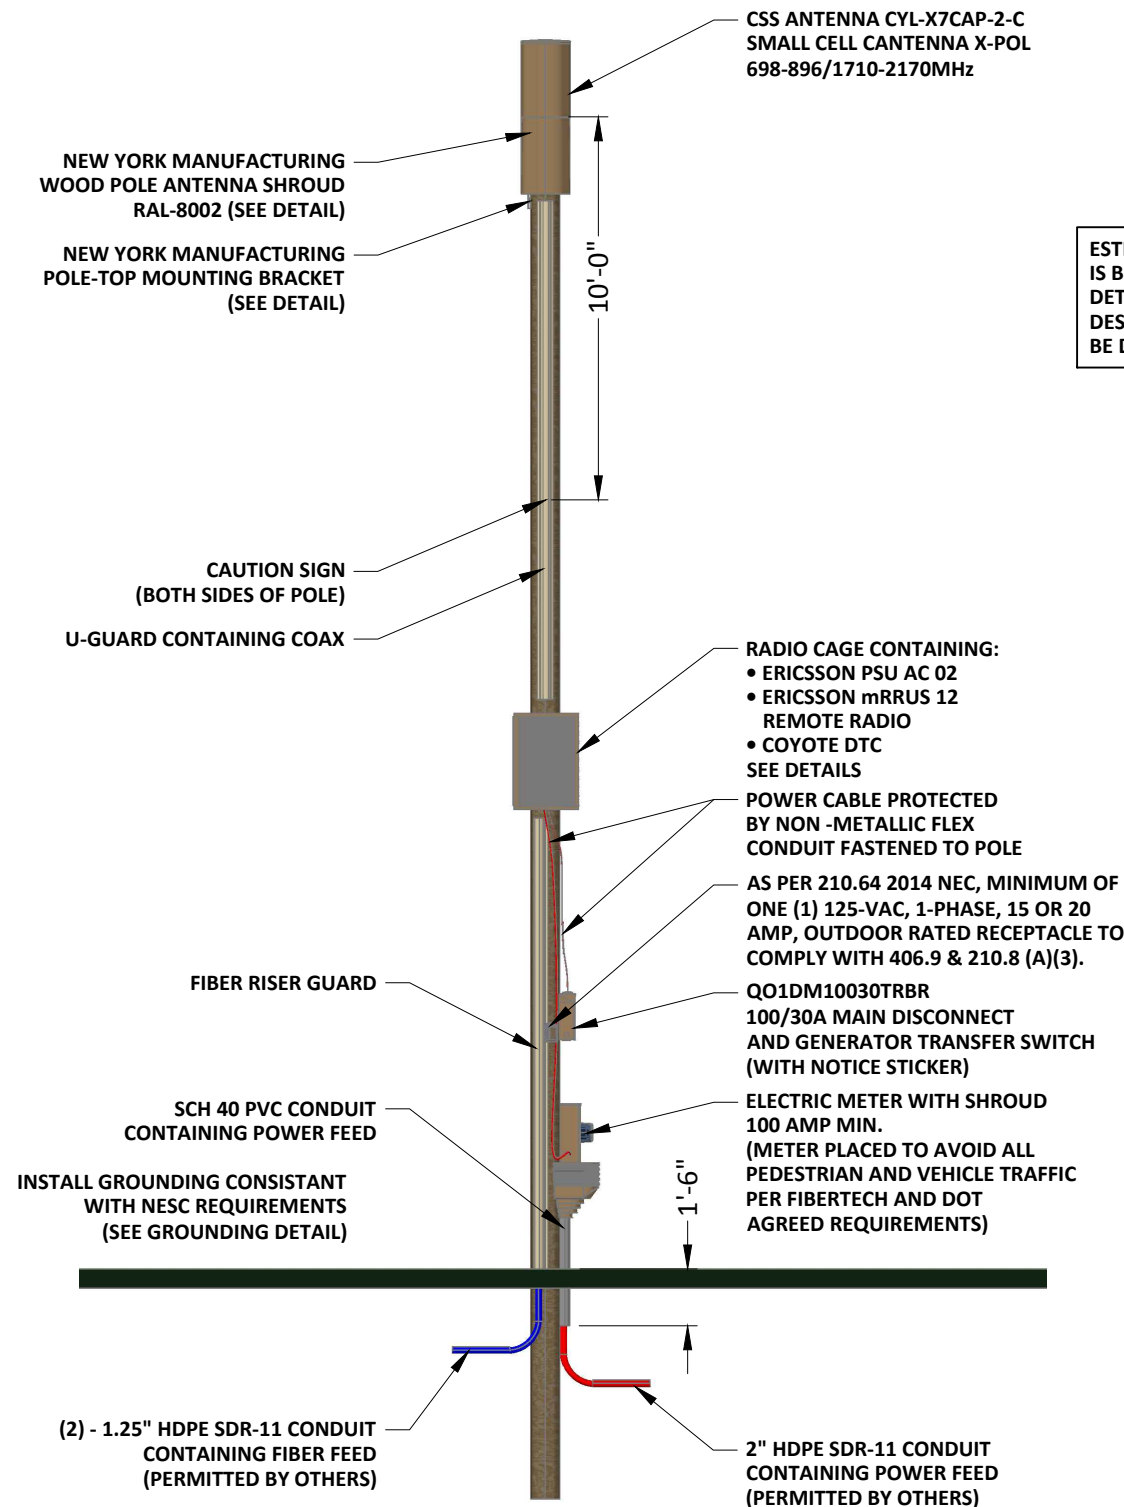 CSS ANTENNA CYL-X7CAP-2-C
SMALL CELL CANTENNA X-POL
698-896/1710-2170MHz
NEW YORK MANUFACTURING
WOOD POLE ANTENNA SHROUD
RAL-8002 (SEE DETAIL)
NEW YORK MANUFACTURING
POLE-TOP MOUNTING BRACKET
(SEE DETAIL)
10'-0"
IS B
DET
DES
BE D
CAUTION SIGN
(BOTH SIDES OF POLE)
U-GUARD CONTAINING COAX
RADIO CAGE CONTAINING:
• ERICSSON PSU AC 02
• ERICSSON mRRUS 12
REMOTE RADIO
• COYOTE DTC
SEE DETAILS
POWER CABLE PROTECTED
BY NON -METALLIC FLEX
CONDUIT FASTENED TO POLE
AS PER 210.64 2014 NEC, MINIMUM OF
ONE (1) 125-VAC, 1-PHASE, 15 OR 20
AMP, OUTDOOR RATED RECEPTACLE TO
COMPLY WITH 406.9 & 210.8 (A)(3).
FIBER RISER GUARD
QO1DM10030TRBR
100/30A MAIN DISCONNECT
AND GENERATOR TRANSFER SWITCH
(WITH NOTICE STICKER)
SCH 40 PVC CONDUIT
CONTAINING POWER FEED
ELECTRIC METER WITH SHROUD
100 AMP MIN.
(METER PLACED TO AVOID ALL
PEDESTRIAN AND VEHICLE TRAFFIC
PER FIBERTECH AND DOT
AGREED REQUIREMENTS)
INSTALL GROUNDING CONSISTANT
WITH NESC REQUIREMENTS
(SEE GROUNDING DETAIL)
1'-6"
(2) - 1.25" HDPE SDR-11 CONDUIT
CONTAINING FIBER FEED
(PERMITTED BY OTHERS)
2" HDPE SDR-11 CONDUIT
CONTAINING POWER FEED
(PERMITTED BY OTHERS)